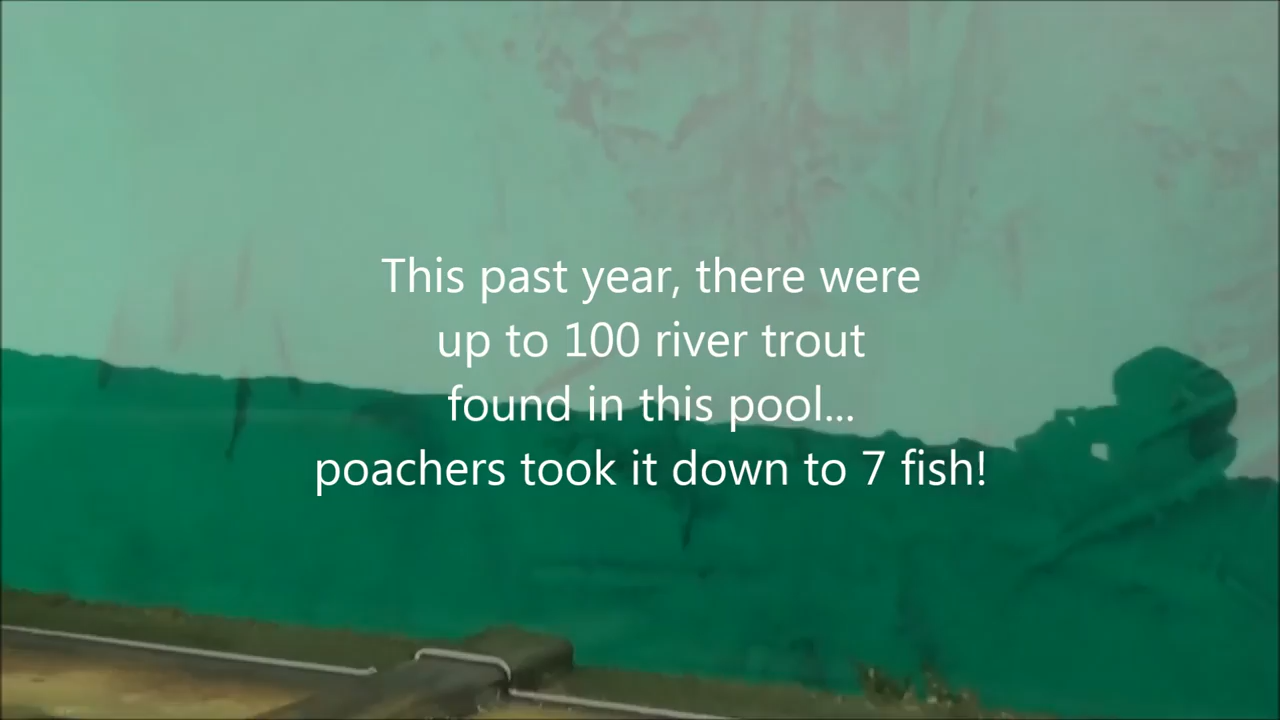 This past year, there were
up to 100 river trout
found in this pool...
poachers took it down to 7 fish!